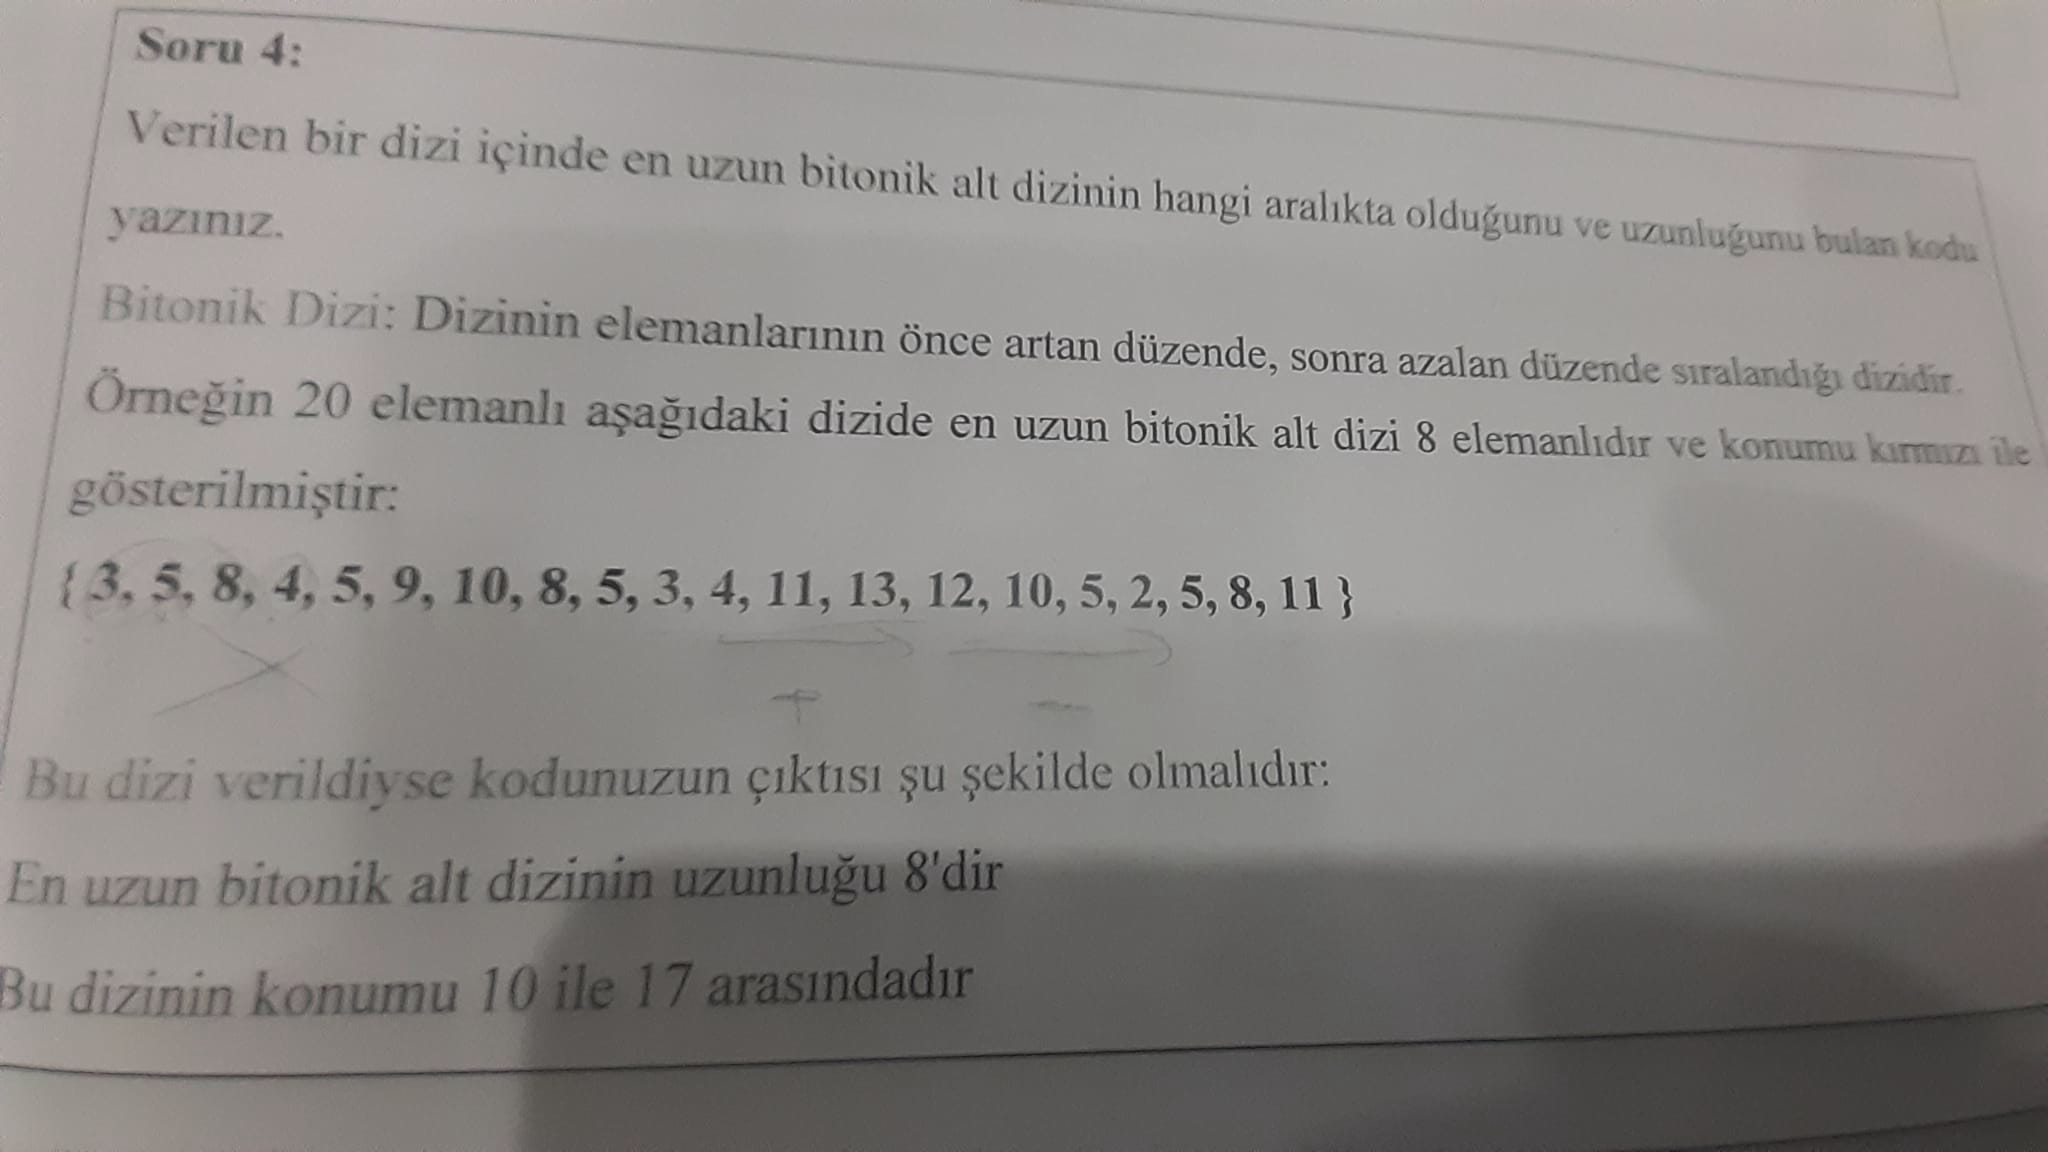 Soru 4:
Verilen bir dizi içinde en uzun bitonik alt dizinin hangi aralıkta olduğunu ve uzunluğunu bulan kodu
yazınız.
Bitonik Dizi: Dizinin elemanlarının önce artan düzende, sonra azalan düzende sıralandığı dizidir.
Örneğin 20 elemanlı aşağıdaki dizide en uzun bitonik alt dizi 8 elemanlıdır ve konumu kırmızı ile
gösterilmiştir:
{ 3, 5, 8, 4, 5, 9, 10, 8, 5, 3, 4, 11, 13, 12, 10, 5, 2, 5, 8, 11 }
+ -
Bu dizi verildiyse kodunuzun çıktısı şu şekilde olmalıdır:
En uzun bitonik alt dizinin uzunluğu 8'dir
Bu dizinin konumu 10 ile 17 arasındadır